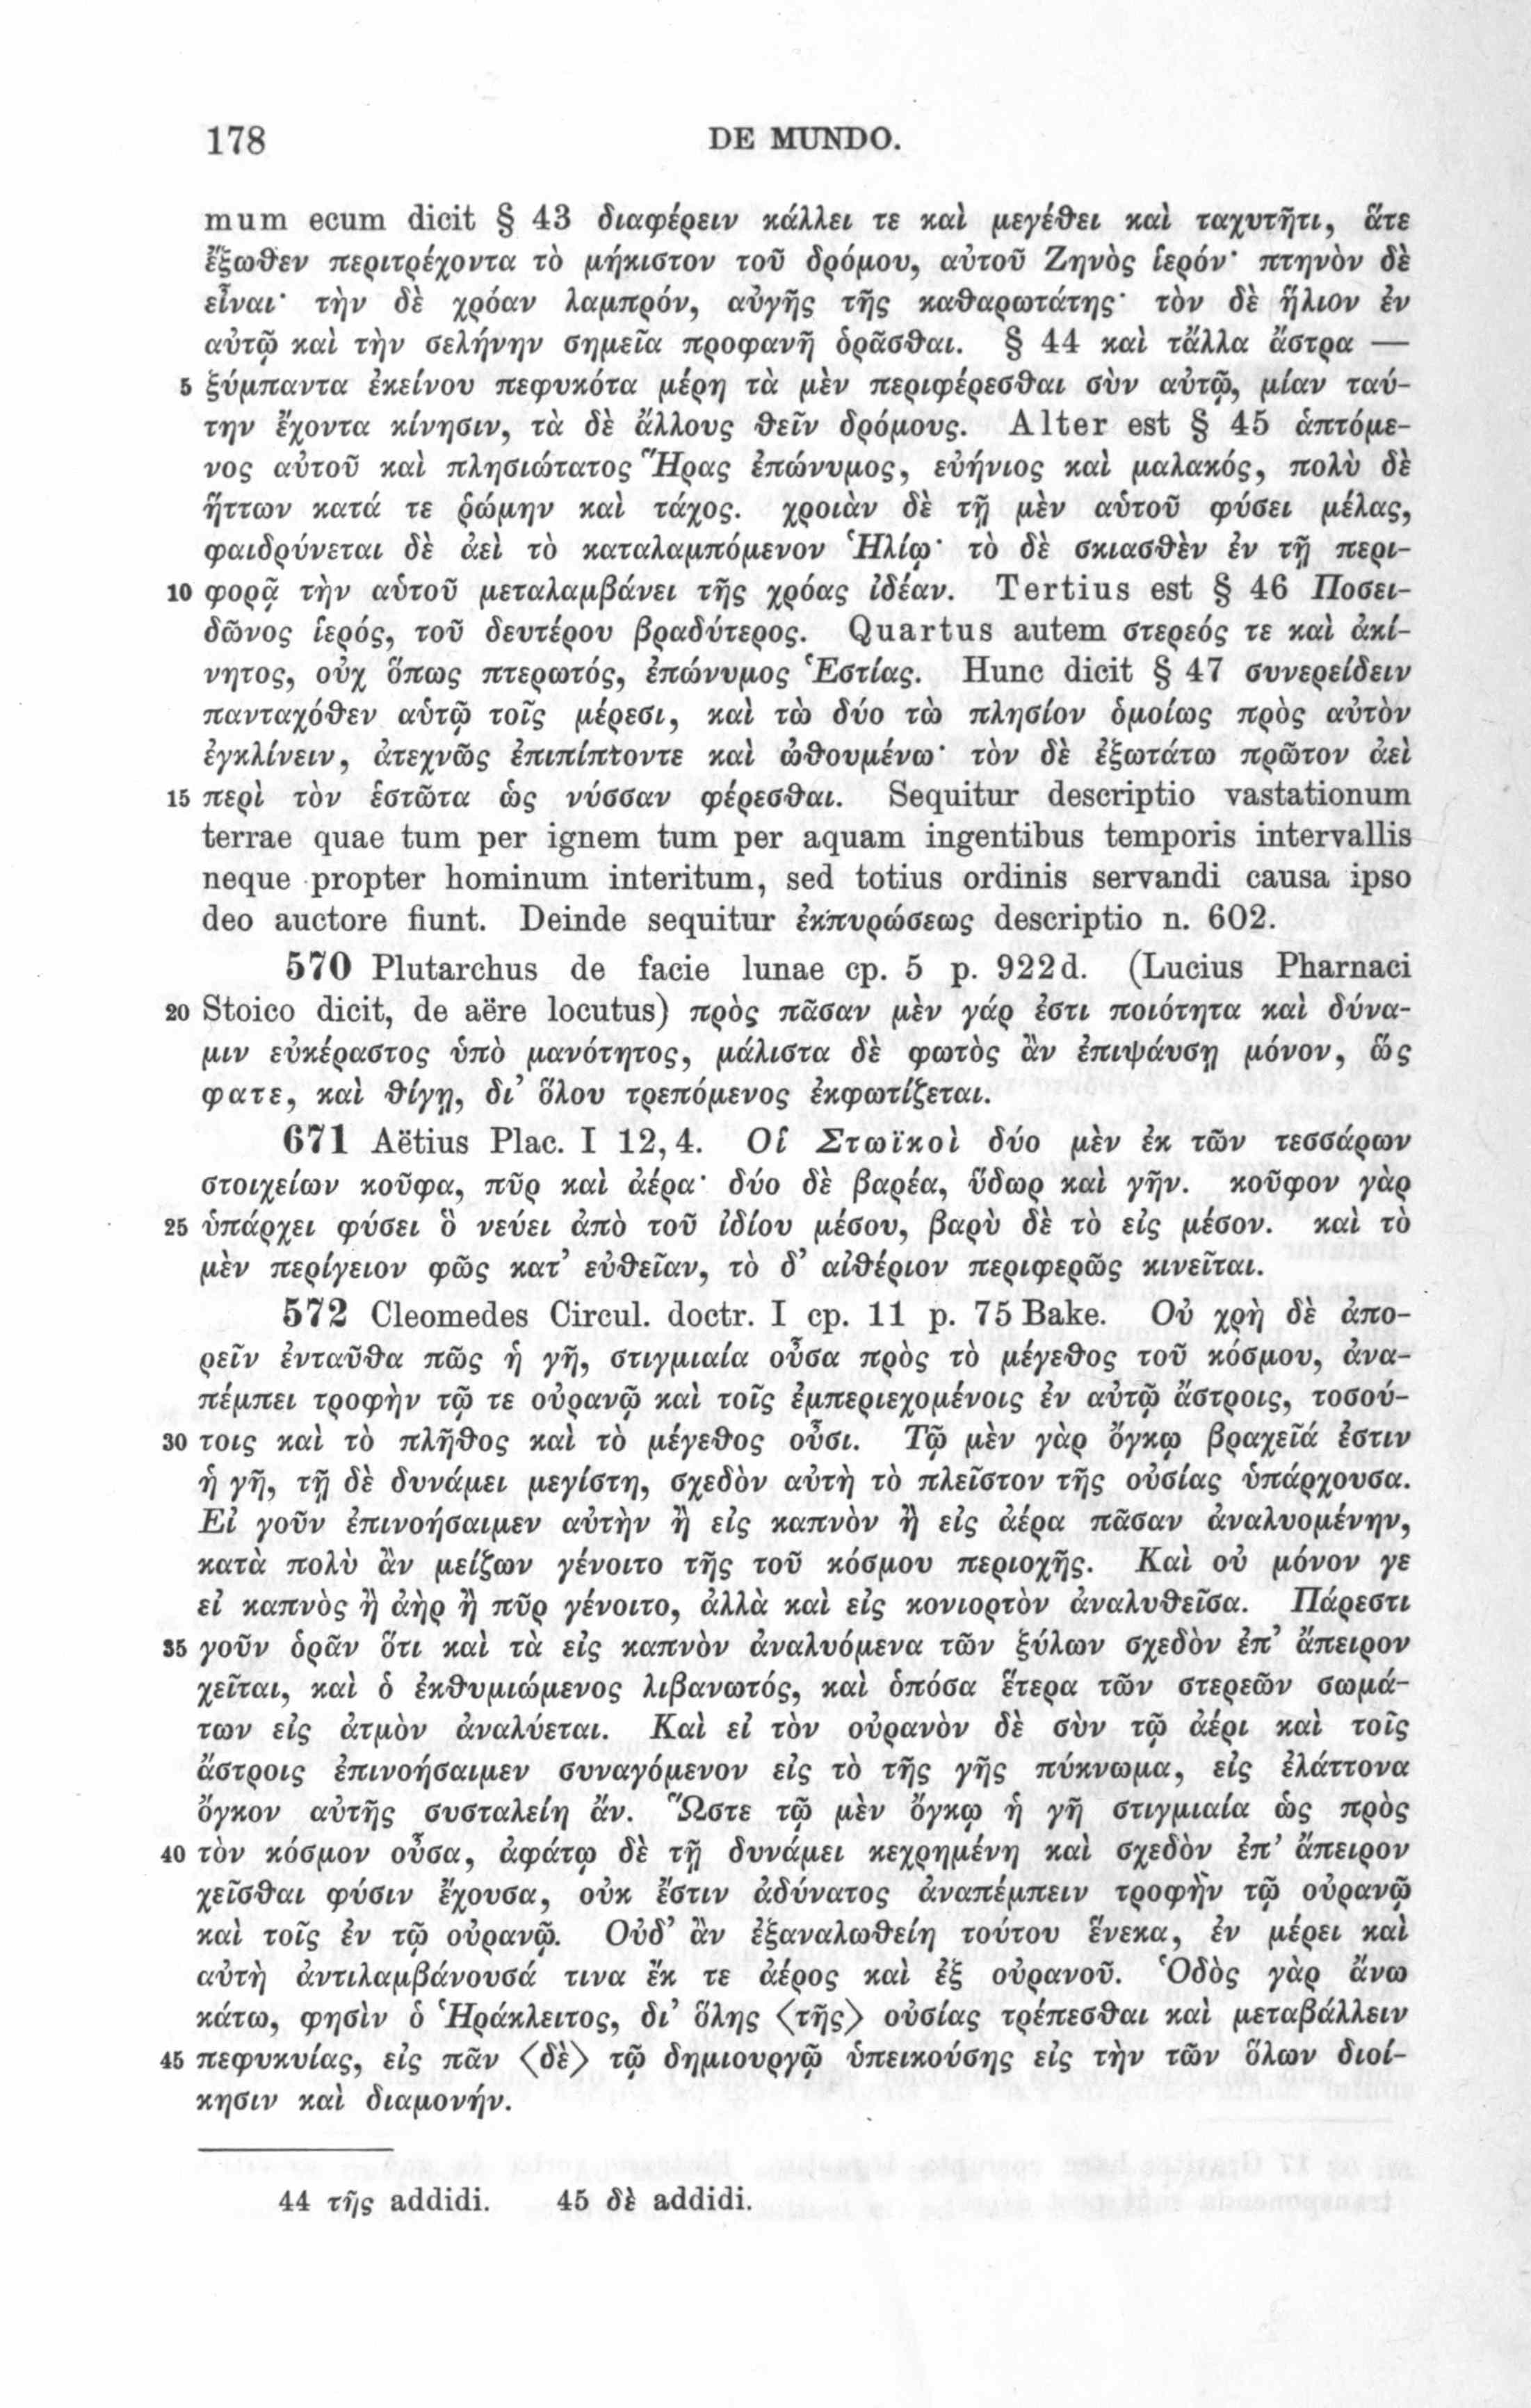 178 DE MUNDO.
mum ecum dicit § 43 διαφέρειν κάλλει τε καὶ μεγέθει καὶ ταχυτῆτι, ἅτε
ἔξωθεν περιτρέχοντα τὸ μήκιστον τοῦ δρόμου, αὐτοῦ Ζηνὸς ἱερόν· πτηνὸν δὲ
εἶναι· τὴν δὲ χρόαν λαμπρόν, αὐγῆς τῆς καθαρωτάτης· τὸν δὲ ἥλιον ἐν
αὐτῷ καὶ τὴν σελήνην σημεῖα προφανῆ ὁρᾶσθαι. § 44 καὶ τἄλλα ἄστρα —
5 ξύμπαντα ἐκείνου πεφυκότα μέρη τὰ μὲν περιφέρεσθαι σὺν αὐτῷ, μίαν ταύ-
την ἔχοντα κίνησιν, τὰ δὲ ἄλλους θεῖν δρόμους. Alter est § 45 ἁπτόμε-
νος αὐτοῦ καὶ πλησιώτατος Ἥρας ἐπώνυμος, εὐήνιος καὶ μαλακός, πολὺ δὲ
ἥττων κατά τε ῥώμην καὶ τάχος. χροιὰν δὲ τῇ μὲν αὑτοῦ φύσει μέλας,
φαιδρύνεται δὲ ἀεὶ τὸ καταλαμπόμενον Ἡλίῳ· τὸ δὲ σκιασθὲν ἐν τῇ περι-
10 φορᾷ τὴν αὑτοῦ μεταλαμβάνει τῆς χρόας ἰδέαν. Tertius est § 46 Ποσει-
δῶνος ἱερός, τοῦ δευτέρου βραδύτερος. Quartus autem στερεός τε καὶ ἀκί-
νητος, οὐχ ὅπως πτερωτός, ἐπώνυμος Ἑστίας. Hunc dicit § 47 συνερείδειν
πανταχόθεν αὑτῷ τοῖς μέρεσι, καὶ τὼ δύο τὼ πλησίον ὁμοίως πρὸς αὐτὸν
ἐγκλίνειν, ἀτεχνῶς ἐπιπίπτοντε καὶ ὠθουμένω· τὸν δὲ ἐξωτάτω πρῶτον ἀεὶ
15 περὶ τὸν ἑστῶτα ὡς νύσσαν φέρεσθαι. Sequitur descriptio vastationum
terrae quae tum per ignem tum per aquam ingentibus temporis intervallis
neque propter hominum interitum, sed totius ordinis servandi causa ipso
deo auctore fiunt. Deinde sequitur ἐκπυρώσεως descriptio n. 602.
570 Plutarchus de facie lunae cp. 5 p. 922d. (Lucius Pharnaci
20 Stoico dicit, de aëre locutus) πρὸς πᾶσαν μὲν γάρ ἐστι ποιότητα καὶ δύνα-
μιν εὐκέραστος ὑπὸ μανότητος, μάλιστα δὲ φωτὸς ἂν ἐπιψάυσῃ μόνον, ὥς
φατε, καὶ θίγῃ, δι’ ὅλου τρεπόμενος ἐκφωτίζεται.
671 Aëtius Plac. I 12, 4. Οἱ Στωϊκοὶ δύο μὲν ἐκ τῶν τεσσάρων
στοιχείων κοῦφα, πῦρ καὶ ἀέρα· δύο δὲ βαρέα, ὕδωρ καὶ γῆν. κοῦφον γὰρ
25 ὑπάρχει φύσει ὃ νεύει ἀπὸ τοῦ ἰδίου μέσου, βαρὺ δὲ τὸ εἰς μέσον. καὶ τὸ
μὲν περίγειον φῶς κατ’ εὐθεῖαν, τὸ δ’ αἰθέριον περιφερῶς κινεῖται.
572 Cleomedes Circul. doctr. I cp. 11 p. 75 Bake. Οὐ χρὴ δὲ ἀπο-
ρεῖν ἐνταῦθα πῶς ἡ γῆ, στιγμιαία οὖσα πρὸς τὸ μέγεθος τοῦ κόσμου, ἀνα-
πέμπει τροφὴν τῷ τε οὐρανῷ καὶ τοῖς ἐμπεριεχομένοις ἐν αὐτῷ ἄστροις, τοσού-
30 τοις καὶ τὸ πλῆθος καὶ τὸ μέγεθος οὖσι. Τῷ μὲν γὰρ ὄγκῳ βραχεῖά ἐστιν
ἡ γῆ, τῇ δὲ δυνάμει μεγίστη, σχεδὸν αὐτὴ τὸ πλεῖστον τῆς οὐσίας ὑπάρχουσα.
Εἰ γοῦν ἐπινοήσαιμεν αὐτὴν ἢ εἰς καπνὸν ἢ εἰς ἀέρα πᾶσαν ἀναλυομένην,
κατὰ πολὺ ἂν μείζων γένοιτο τῆς τοῦ κόσμου περιοχῆς. Καὶ οὐ μόνον γε
εἰ καπνὸς ἢ ἀὴρ ἢ πῦρ γένοιτο, ἀλλὰ καὶ εἰς κονιορτὸν ἀναλυθεῖσα. Πάρεστι
35 γοῦν ὁρᾶν ὅτι καὶ τὰ εἰς καπνὸν ἀναλυόμενα τῶν ξύλων σχεδὸν ἐπ’ ἄπειρον
χεῖται, καὶ ὁ ἐκθυμιώμενος λιβανωτός, καὶ ὁπόσα ἕτερα τῶν στερεῶν σωμά-
των εἰς ἀτμὸν ἀναλύεται. Καὶ εἰ τὸν οὐρανὸν δὲ σὺν τῷ ἀέρι καὶ τοῖς
ἄστροις ἐπινοήσαιμεν συναγόμενον εἰς τὸ τῆς γῆς πύκνωμα, εἰς ἐλάττονα
ὄγκον αὐτῆς συσταλείη ἄν. Ὥστε τῷ μὲν ὄγκῳ ἡ γῆ στιγμιαία ὡς πρὸς
40 τὸν κόσμον οὖσα, ἀφάτῳ δὲ τῇ δυνάμει κεχρημένη καὶ σχεδὸν ἐπ’ ἄπειρον
χεῖσθαι φύσιν ἔχουσα, οὐκ ἔστιν ἀδύνατος ἀναπέμπειν τροφὴν τῷ οὐρανῷ
καὶ τοῖς ἐν τῷ οὐρανῷ. Οὐδ’ ἂν ἐξαναλωθείη τούτου ἕνεκα, ἐν μέρει καὶ
αὐτὴ ἀντιλαμβάνουσά τινα ἔκ τε ἀέρος καὶ ἐξ οὐρανοῦ. Ὁδὸς γὰρ ἄνω
κάτω, φησὶν ὁ Ἡράκλειτος, δι’ ὅλης ⟨τῆς⟩ οὐσίας τρέπεσθαι καὶ μεταβάλλειν
45 πεφυκυίας, εἰς πᾶν ⟨δὲ⟩ τῷ δημιουργῷ ὑπεικούσης εἰς τὴν τῶν ὅλων διοί-
κησιν καὶ διαμονήν.
44 τῆς addidi. 45 δὲ addidi.